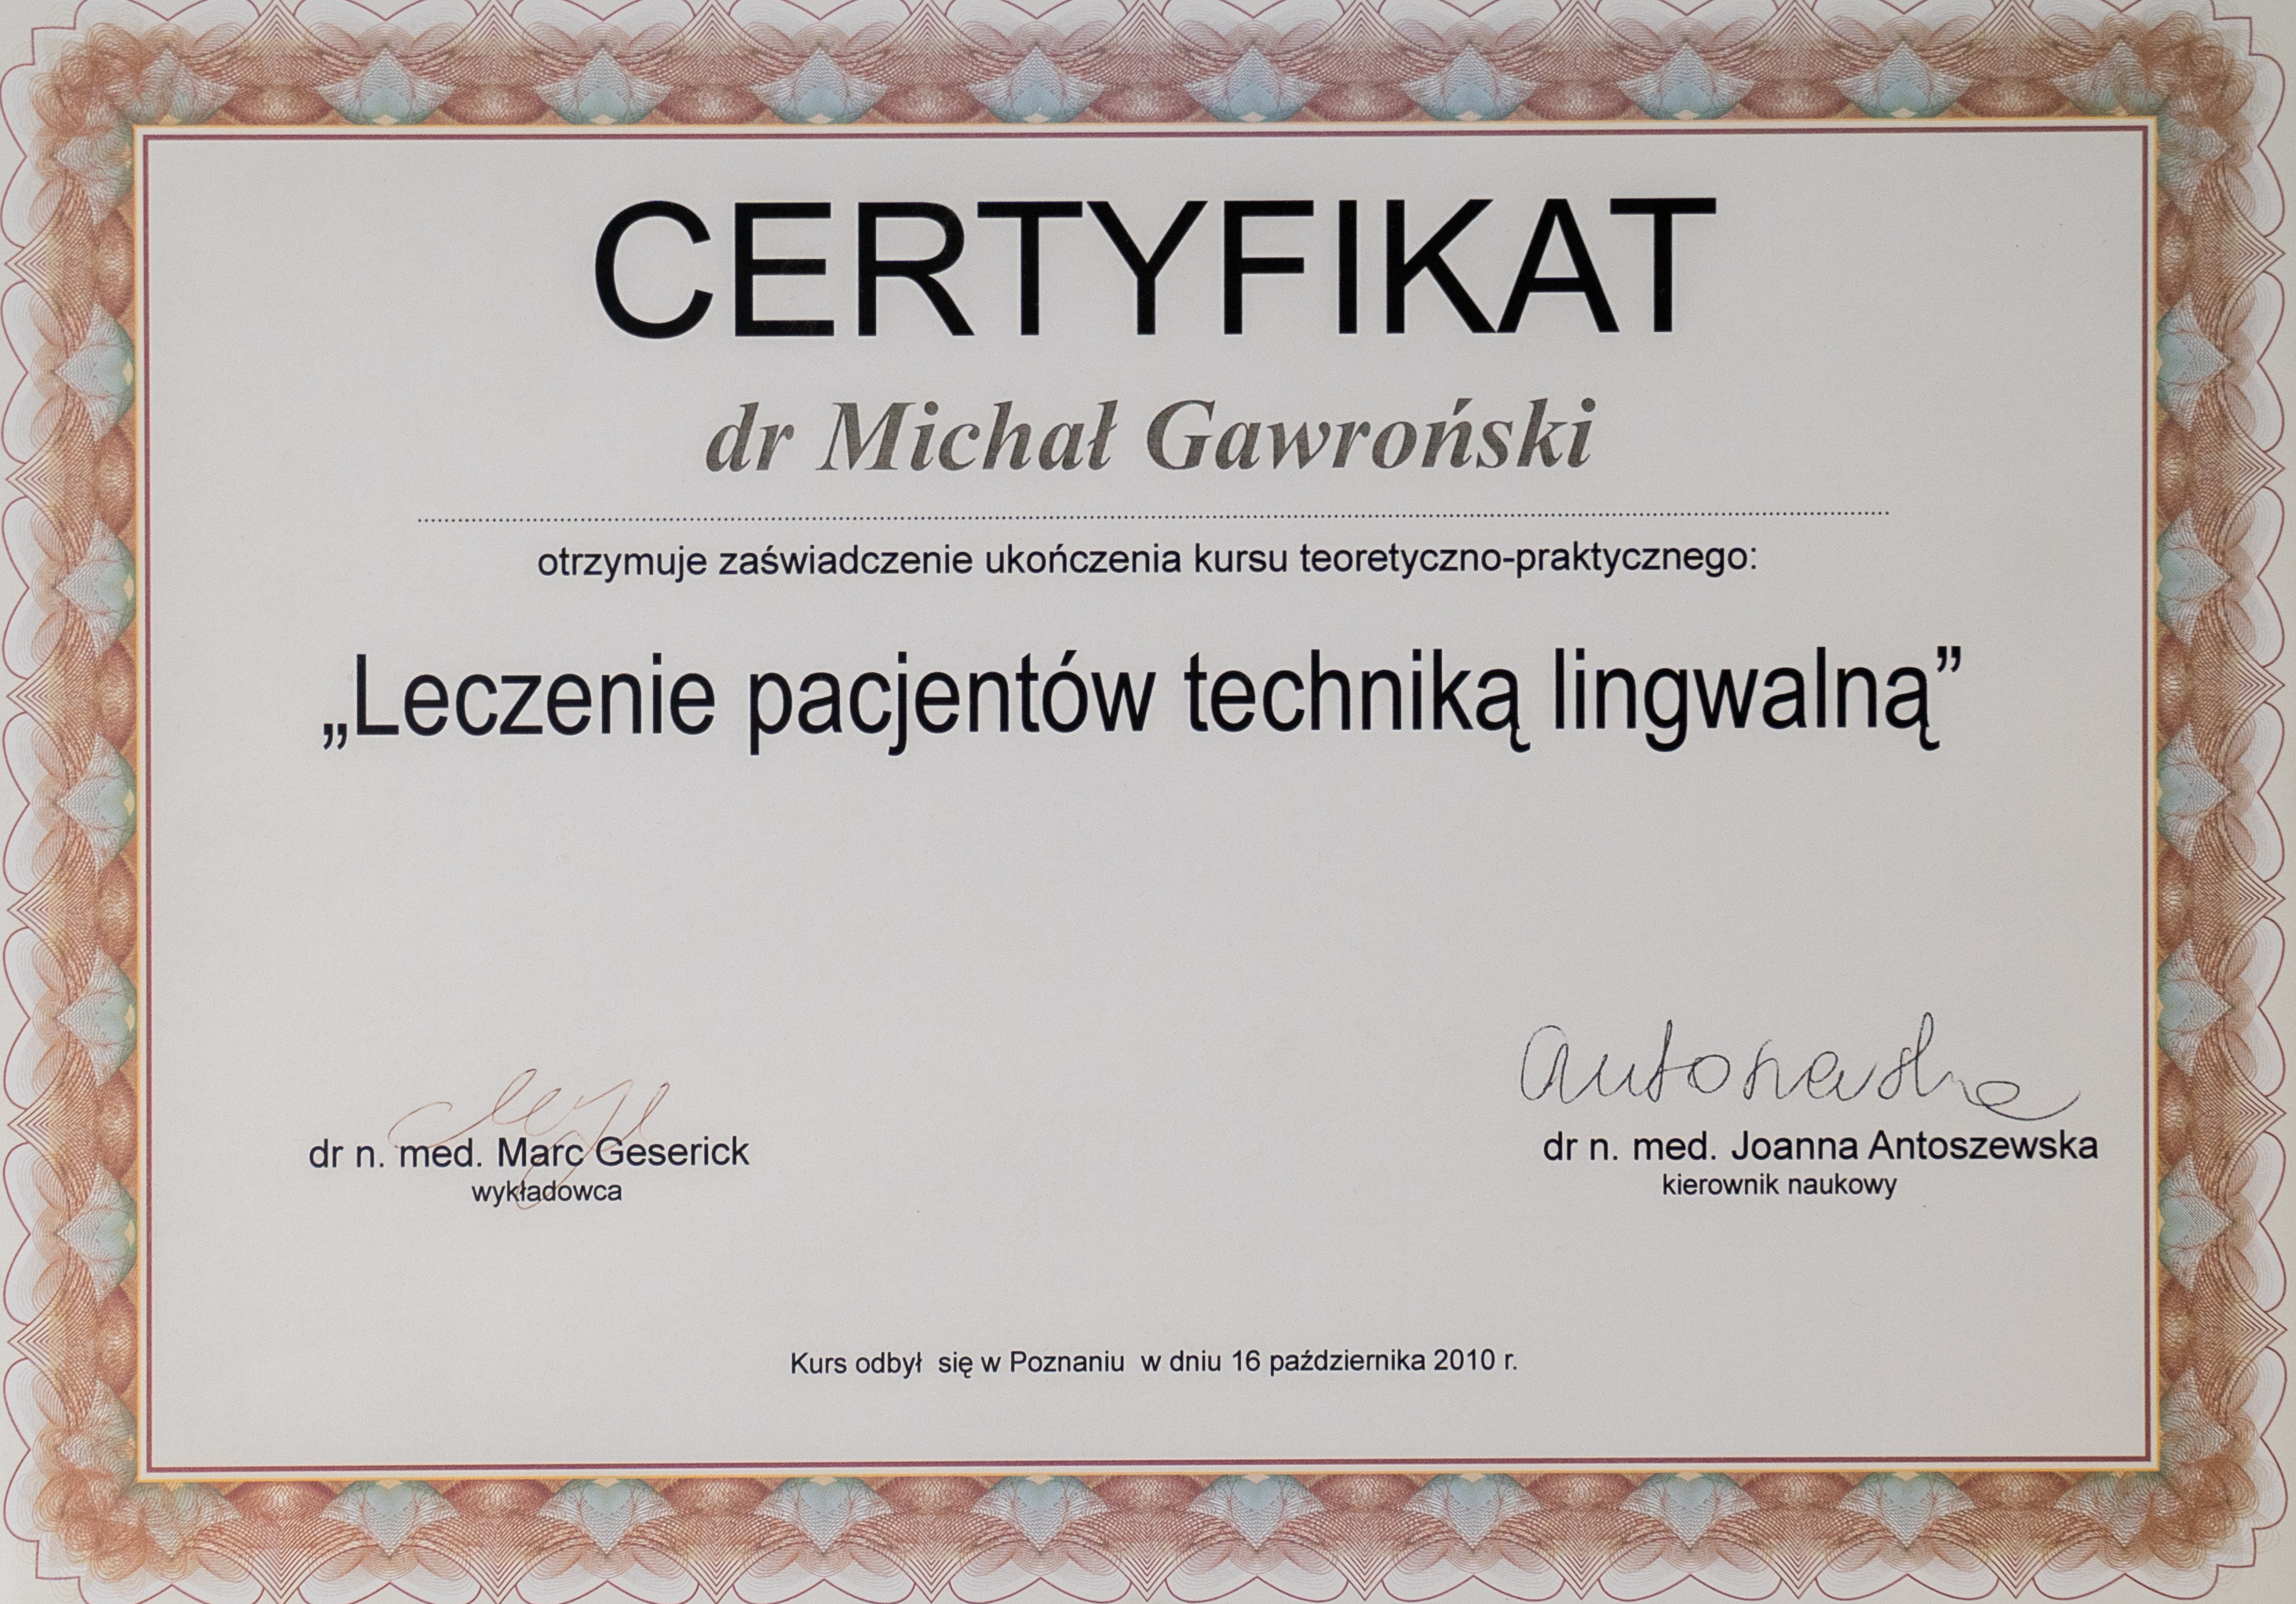 CERTYFIKAT
dr Michał Gawroński
otrzymuje zaświadczenie ukończenia kursu teoretyczno-praktycznego:
„Leczenie pacjentów techniką lingwalną”
dr n. med. Marc Geserick
wykładowca
Antoszewska
dr n. med. Joanna Antoszewska
kierownik naukowy
Kurs odbył się w Poznaniu w dniu 16 października 2010 r.